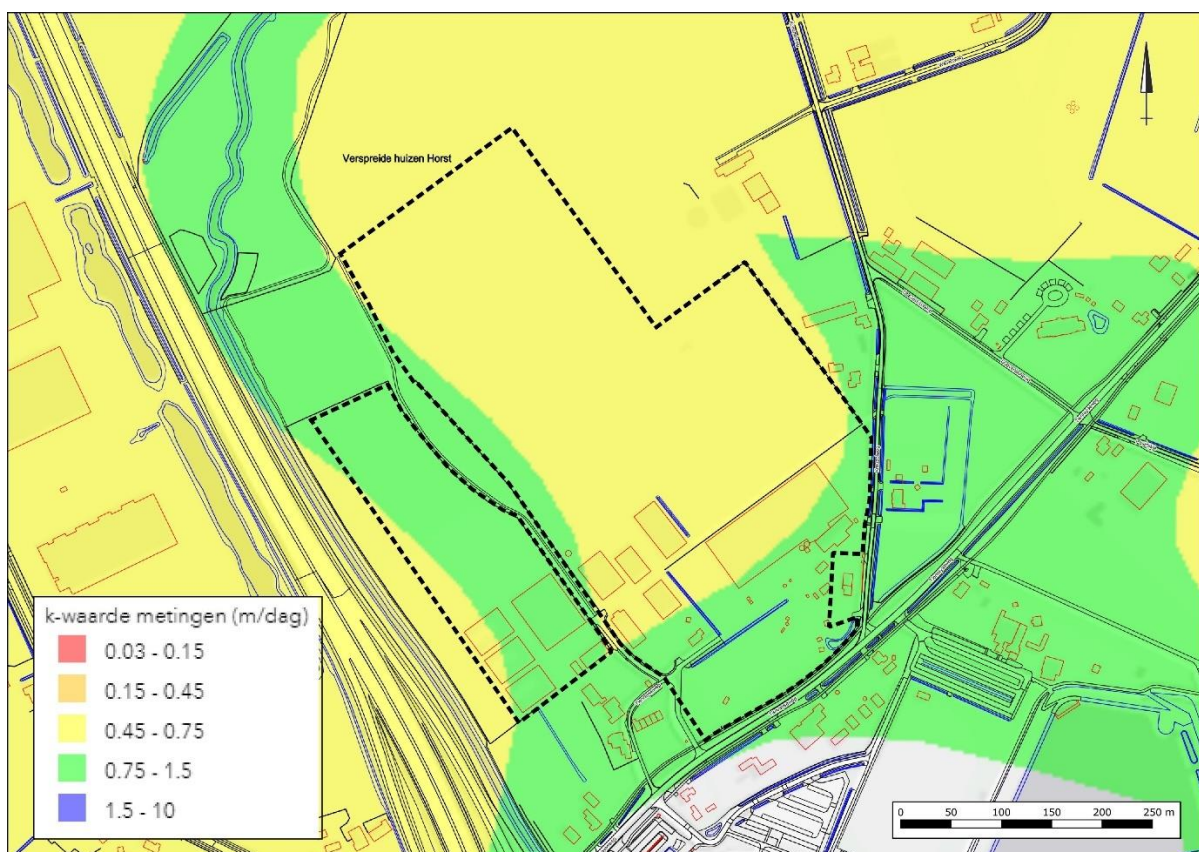 Verspreide huizen Horst
k-waarde metingen (m/dag)
0.03 - 0.15
0.15 - 0.45
0.45 - 0.75
0.75 - 1.5
1.5 - 10
0 50 100 150 200 250 m